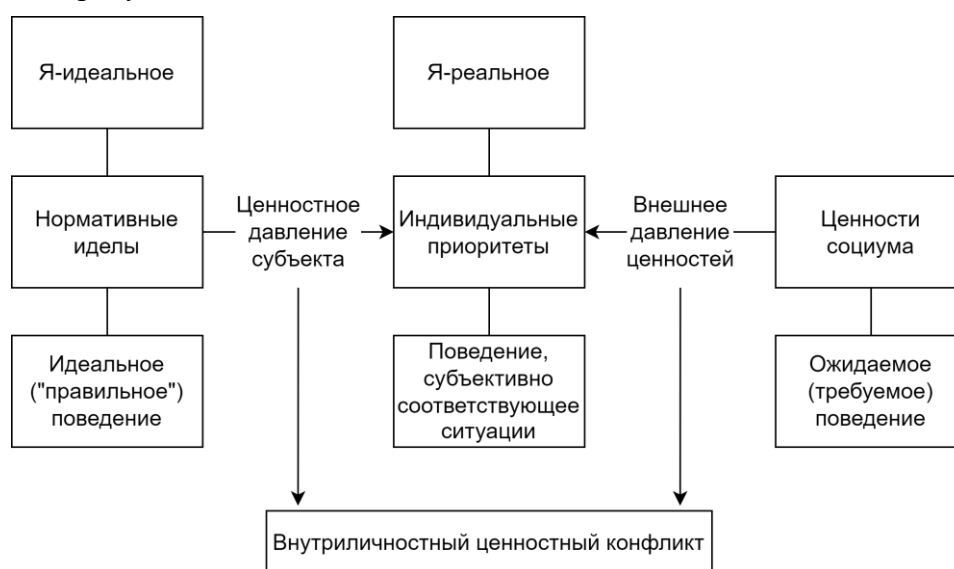 Я-идеальное
Я-реальное
Нормативные
иделы
Ценностное
давление
субъекта
Индивидуальные
приоритеты
Внешнее
давление
ценностей
Ценности
социума
Идеальное
("правильное")
поведение
Поведение,
субъективно
соответствующее
ситуации
Ожидаемое
(требуемое)
поведение
Внутриличностный ценностный конфликт